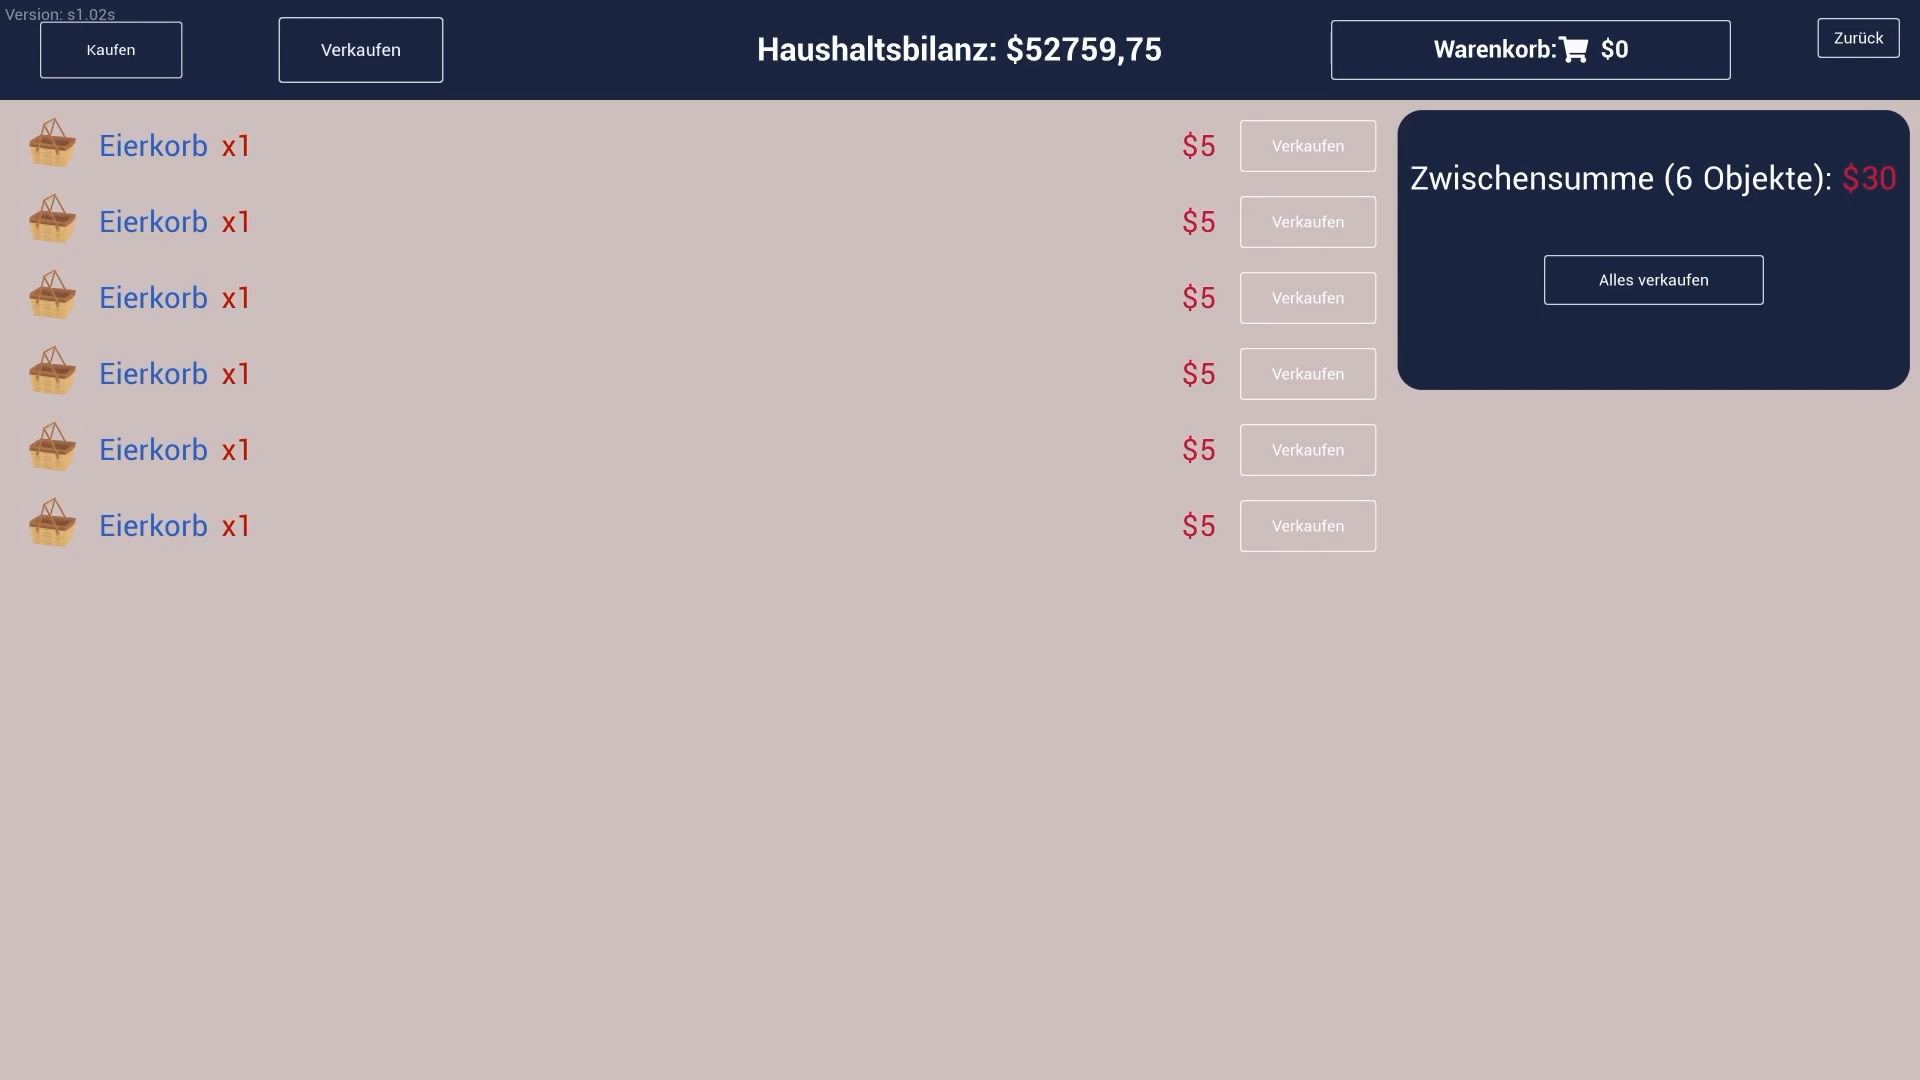 Version: s1.02s
Kaufen
Verkaufen
Haushaltsbilanz: $52759,75
Warenkorb: $0
Zurück
Eierkorb x1 $5 Verkaufen
Eierkorb x1 $5 Verkaufen
Eierkorb x1 $5 Verkaufen
Eierkorb x1 $5 Verkaufen
Eierkorb x1 $5 Verkaufen
Eierkorb x1 $5 Verkaufen
Zwischensumme (6 Objekte): $30
Alles verkaufen